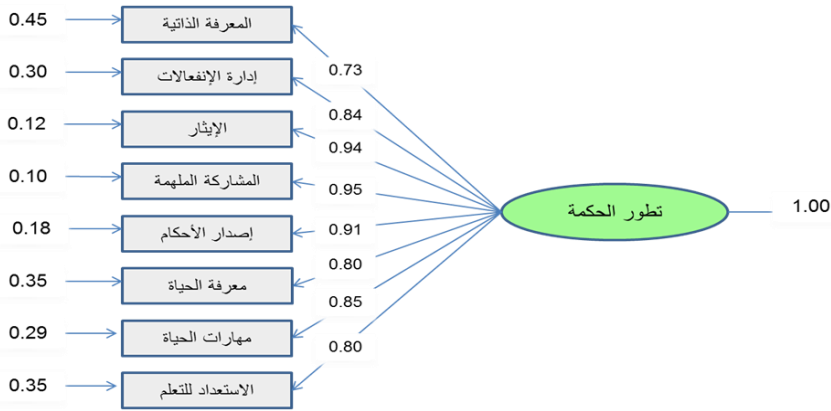 0.45
المعرفة الذاتية
0.73
0.30
إدارة الإنفعالات
0.84
0.12
الإيثار
0.94
0.10
المشاركة الملهمة
0.95
تطور الحكمة
1.00
0.18
إصدار الأحكام
0.91
0.35
معرفة الحياة
0.80
0.29
مهارات الحياة
0.85
0.35
الاستعداد للتعلم
0.80